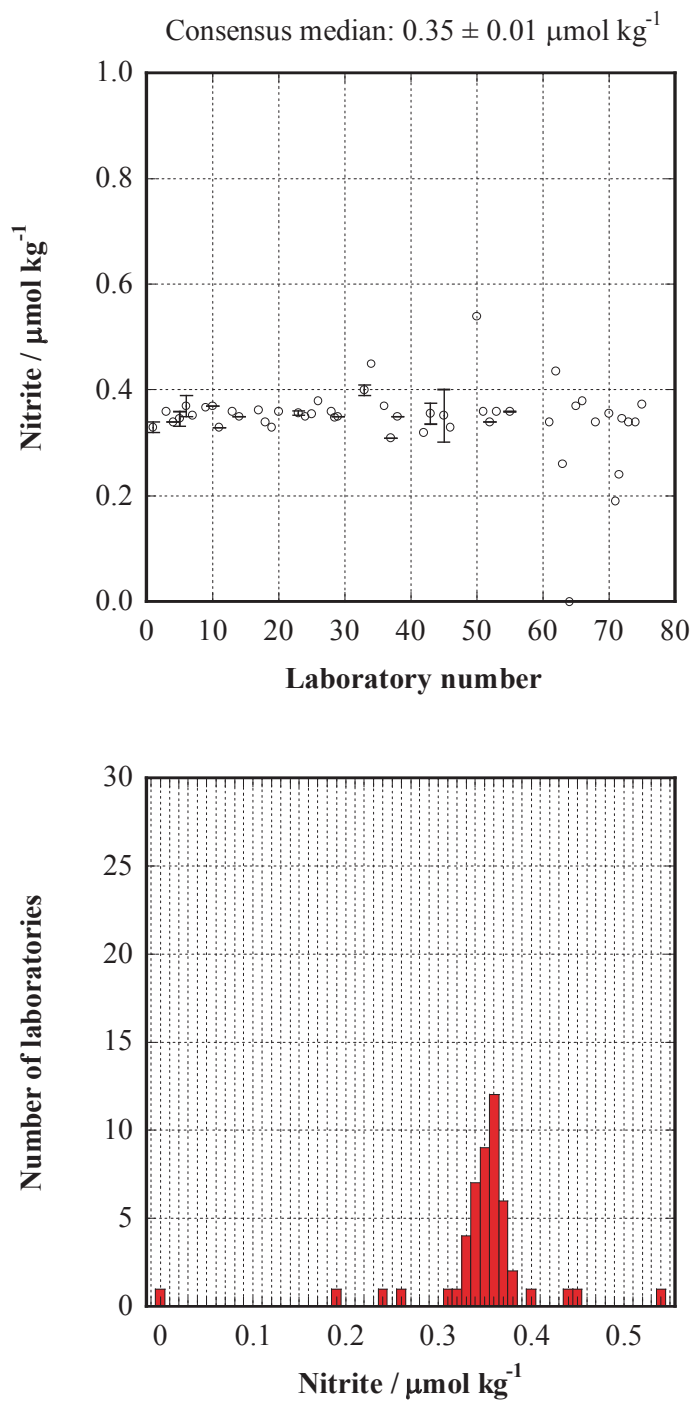 Consensus median: 0.35 ± 0.01 μmol kg⁻¹
1.0
0.8
0.6
0.4
0.2
0.0
Nitrite / μmol kg⁻¹
0 10 20 30 40 50 60 70 80
Laboratory number
30
25
20
15
10
5
0
Number of laboratories
0 0.1 0.2 0.3 0.4 0.5
Nitrite / μmol kg⁻¹